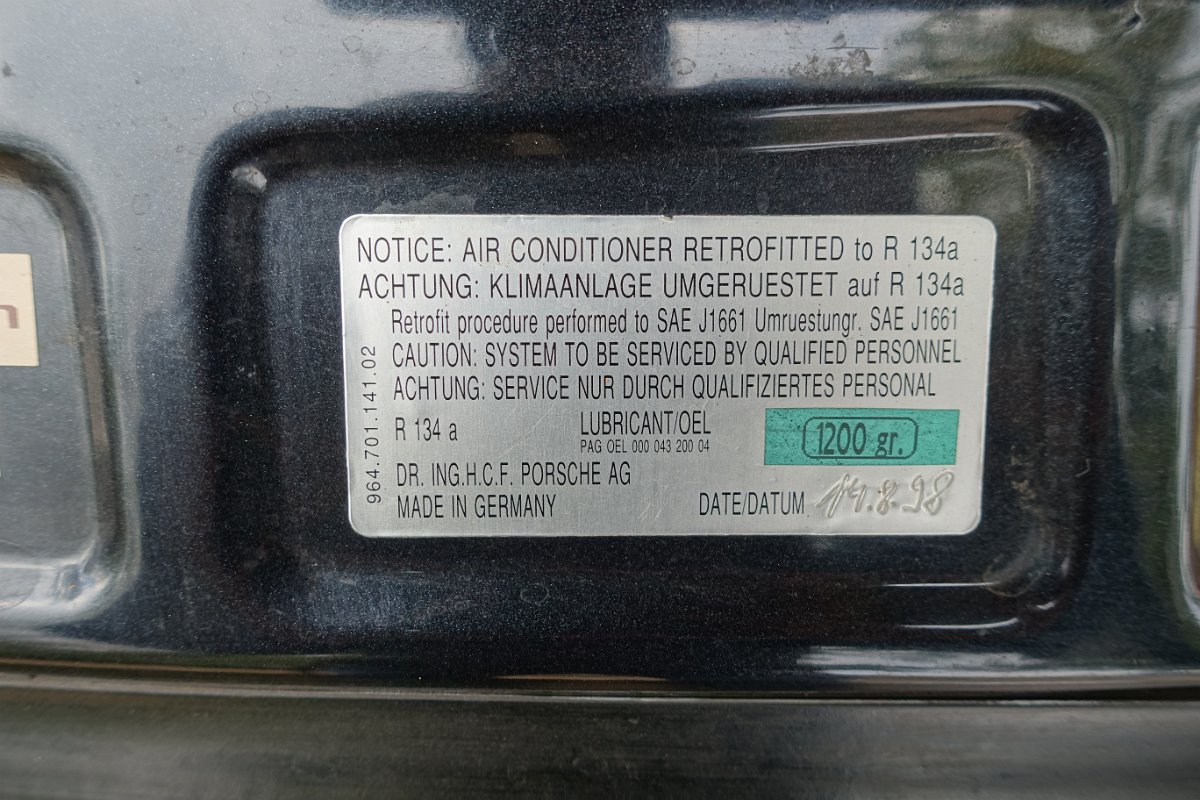 NOTICE: AIR CONDITIONER RETROFITTED to R 134a
ACHTUNG: KLIMAANLAGE UMGERUESTET auf R 134a
Retrofit procedure performed to SAE J1661 Umruestungr. SAE J1661
CAUTION: SYSTEM TO BE SERVICED BY QUALIFIED PERSONNEL
ACHTUNG: SERVICE NUR DURCH QUALIFIZIERTES PERSONAL
R 134 a
LUBRICANT/OEL
PAG OEL 000 043 200 04
1200 gr.
DR. ING.H.C.F. PORSCHE AG
MADE IN GERMANY
DATE/DATUM 14.8.98
964.701.141.02